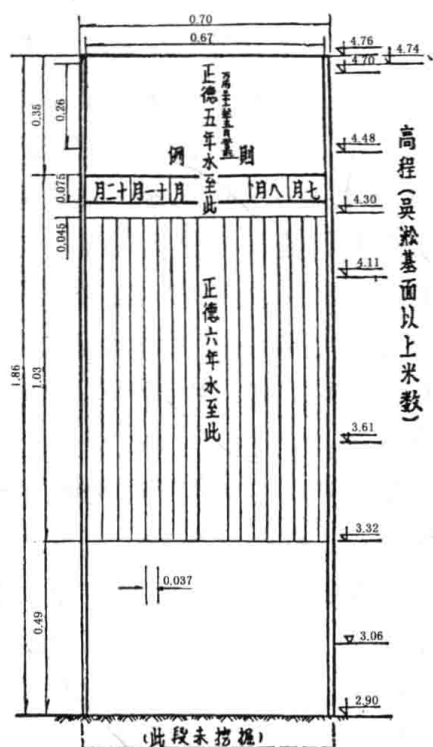 0.70
0.67
4.76
4.74
4.70
4.48
4.30
4.11
3.61
3.32
3.06
2.90
高程(吳淞基面以上米数)
正德五年水至此
則例
七月
八月
月
十一月
十二月
正德六年水至此
0.35
0.26
0.075
0.045
1.86
1.03
0.49
0.037
(此段未挖掘)